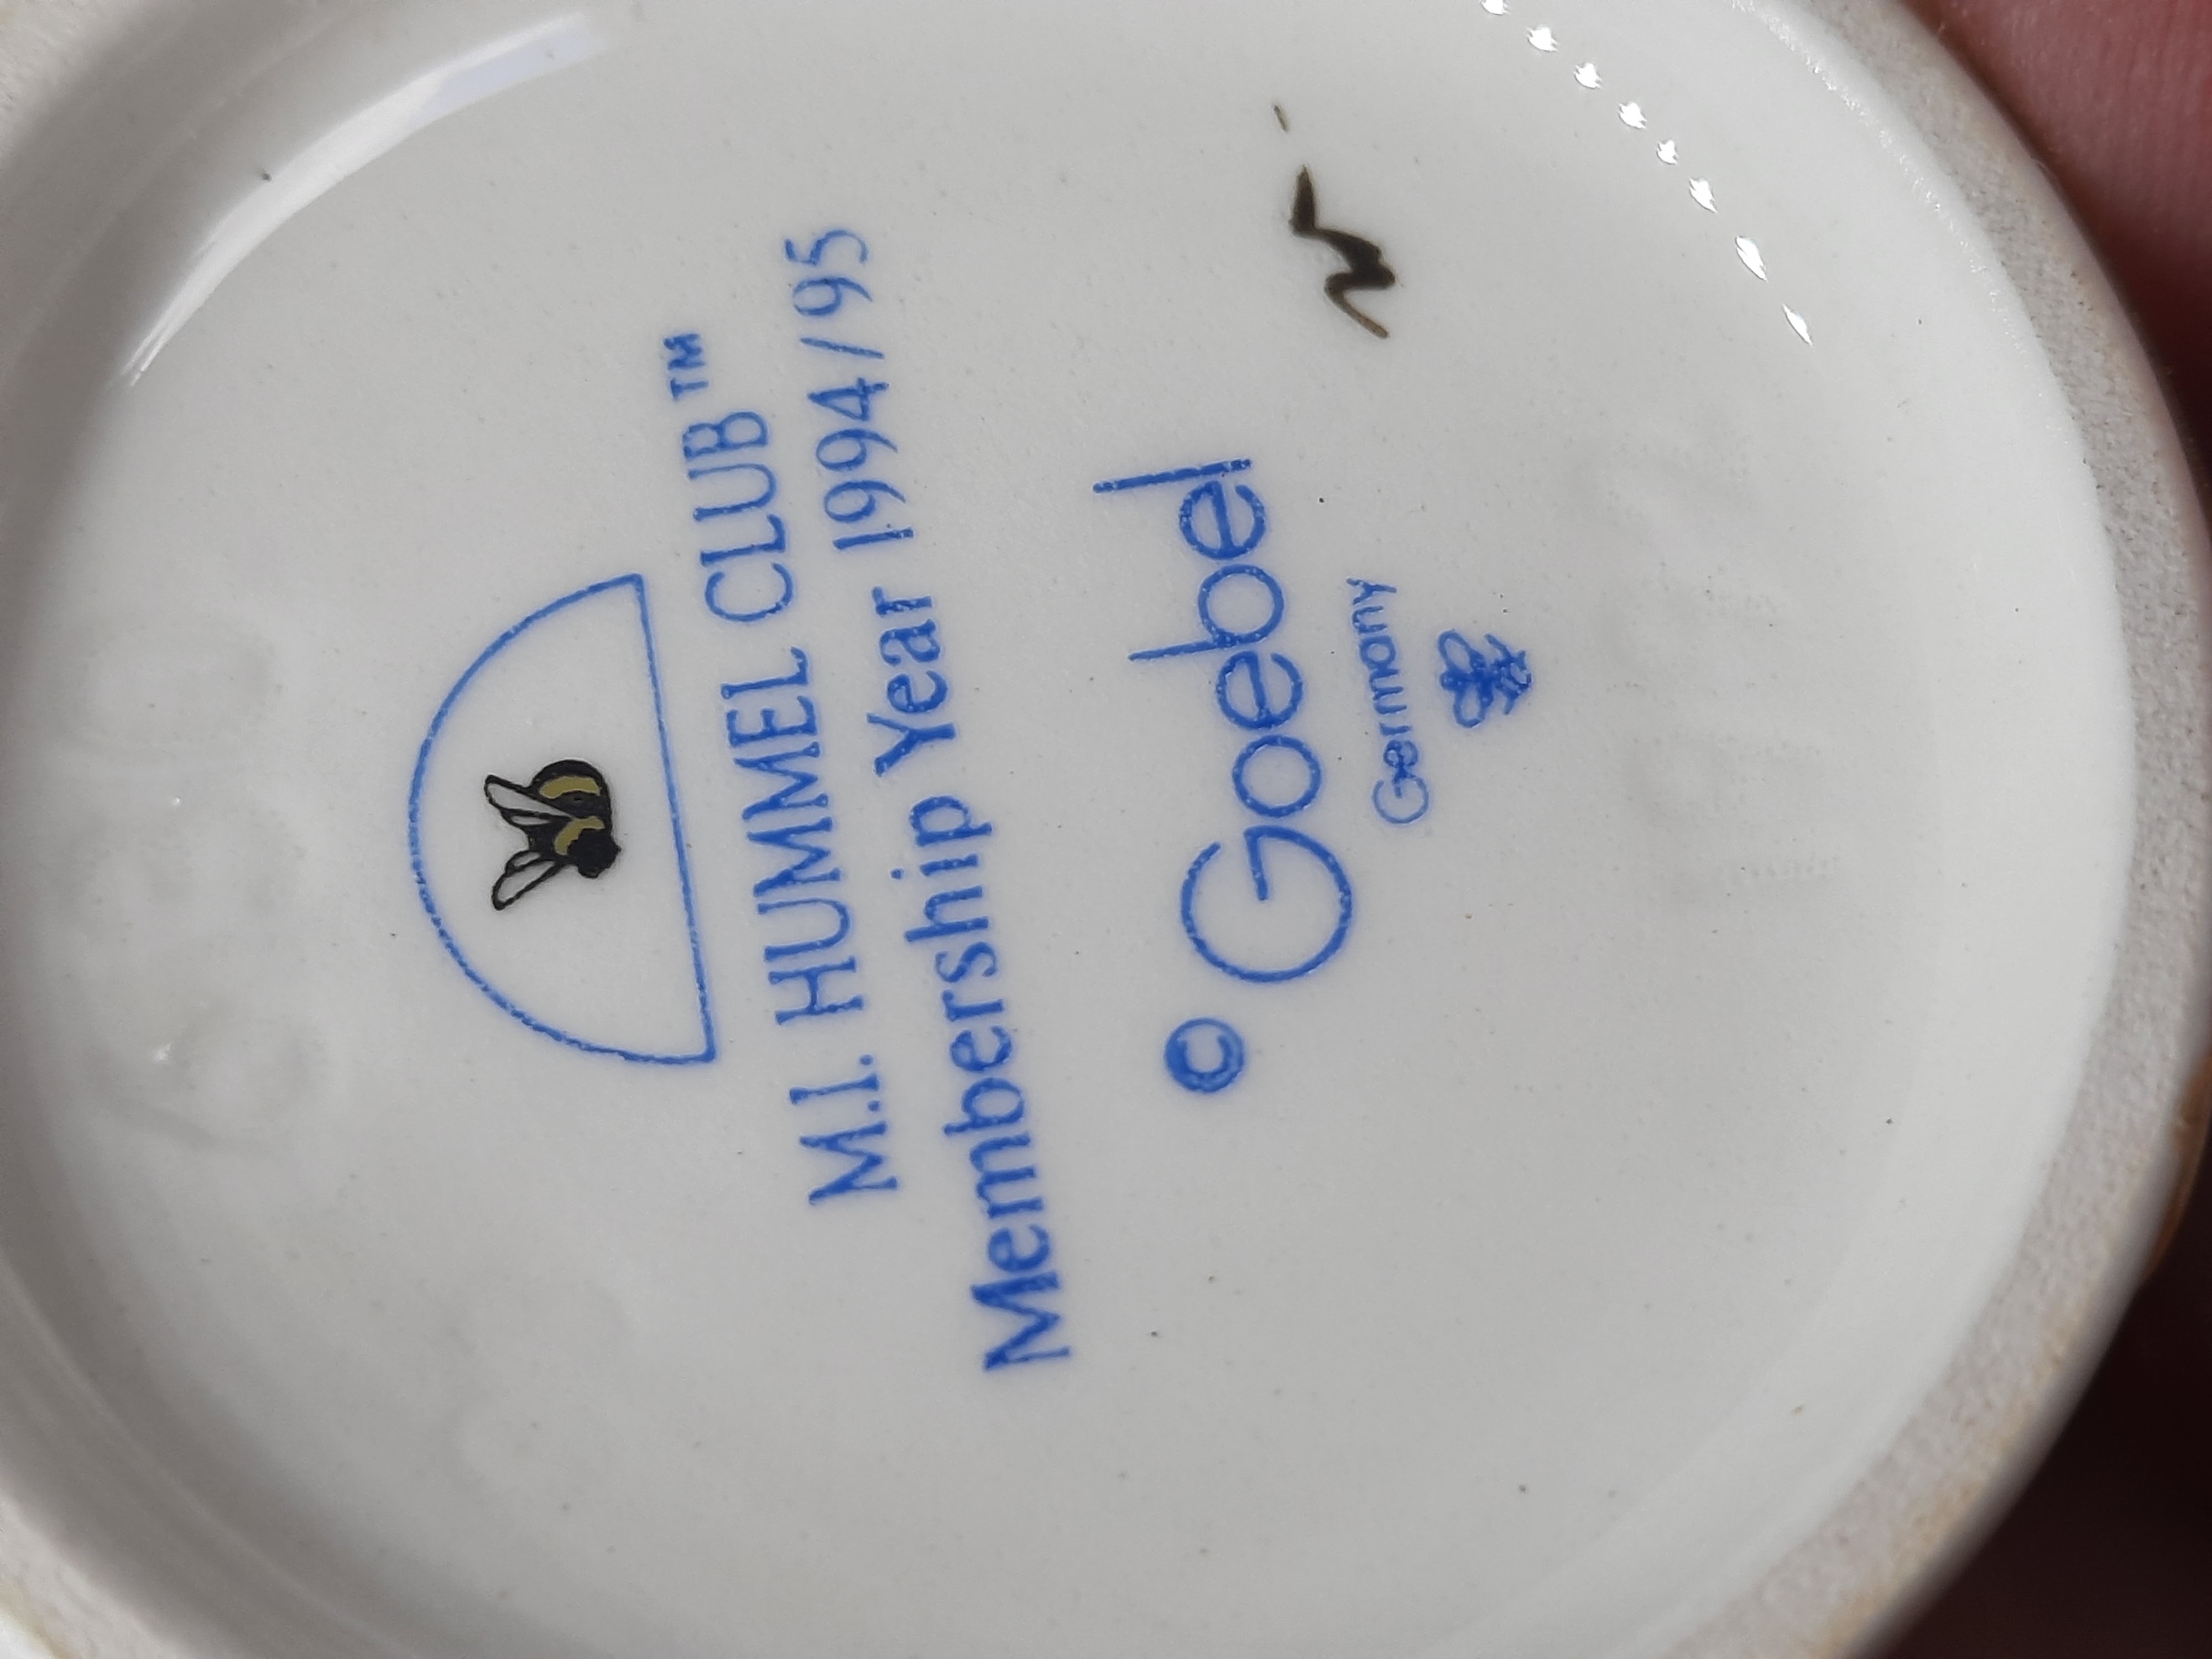 M.I. HUMMEL CLUB™
Membership Year 1994/95
© Goebel
Germany